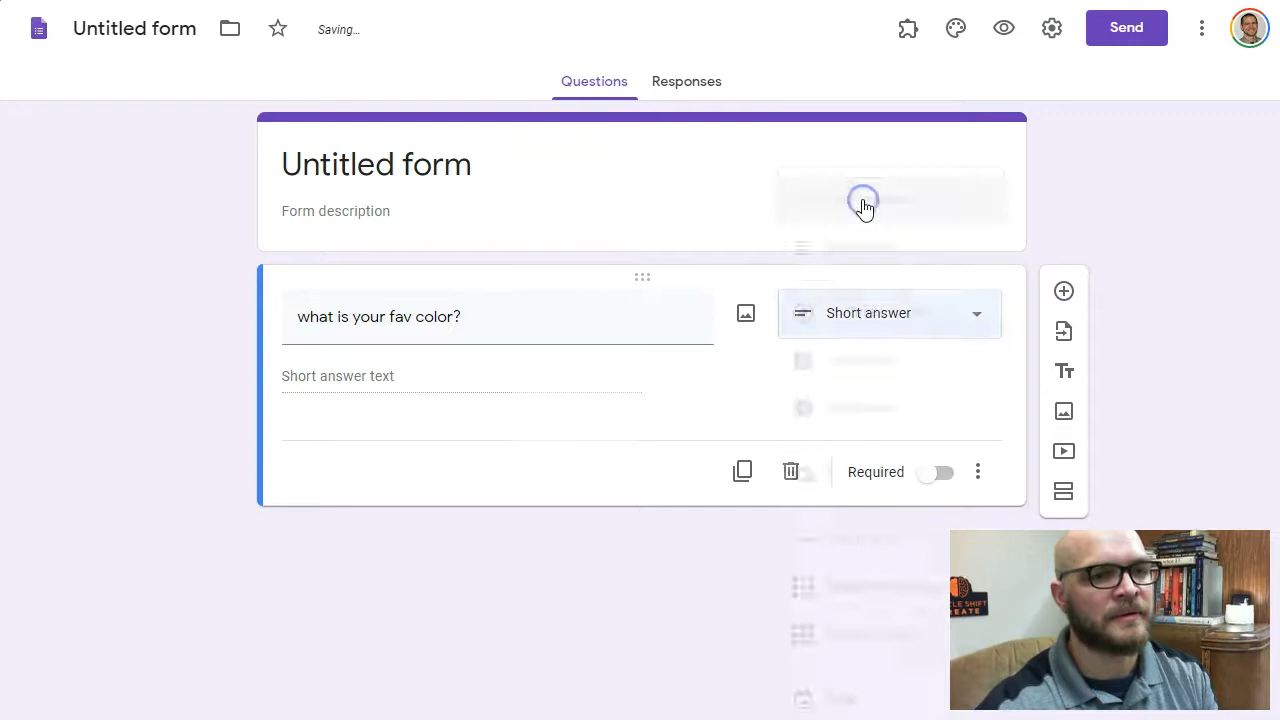 Untitled form
Saving...
Send
Questions
Responses
Untitled form
Form description
what is your fav color?
Short answer
Short answer text
Required